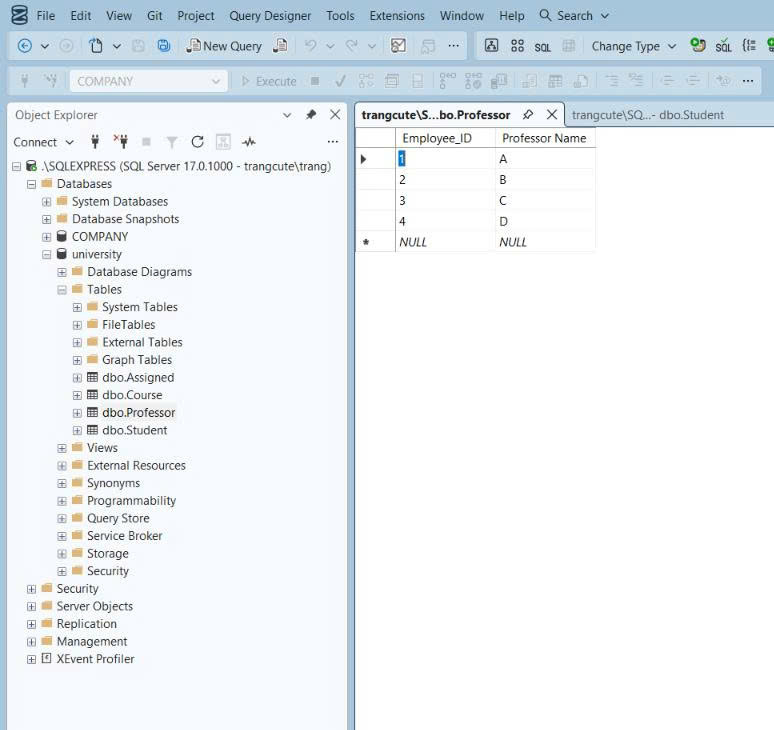 File Edit View Git Project Query Designer Tools Extensions Window Help Search
New Query SQL Change Type SQL
COMPANY Execute
Object Explorer
Connect
.\SQLEXPRESS (SQL Server 17.0.1000 - trangcute\trang)
Databases
System Databases
Database Snapshots
COMPANY
university
Database Diagrams
Tables
System Tables
FileTables
External Tables
Graph Tables
dbo.Assigned
dbo.Course
dbo.Professor
dbo.Student
Views
External Resources
Synonyms
Programmability
Query Store
Service Broker
Storage
Security
Security
Server Objects
Replication
Management
XEvent Profiler
trangcute\S...bo.Professor trangcute\SQ...- dbo.Student
Employee_ID Professor Name
1 A
2 B
3 C
4 D
NULL NULL